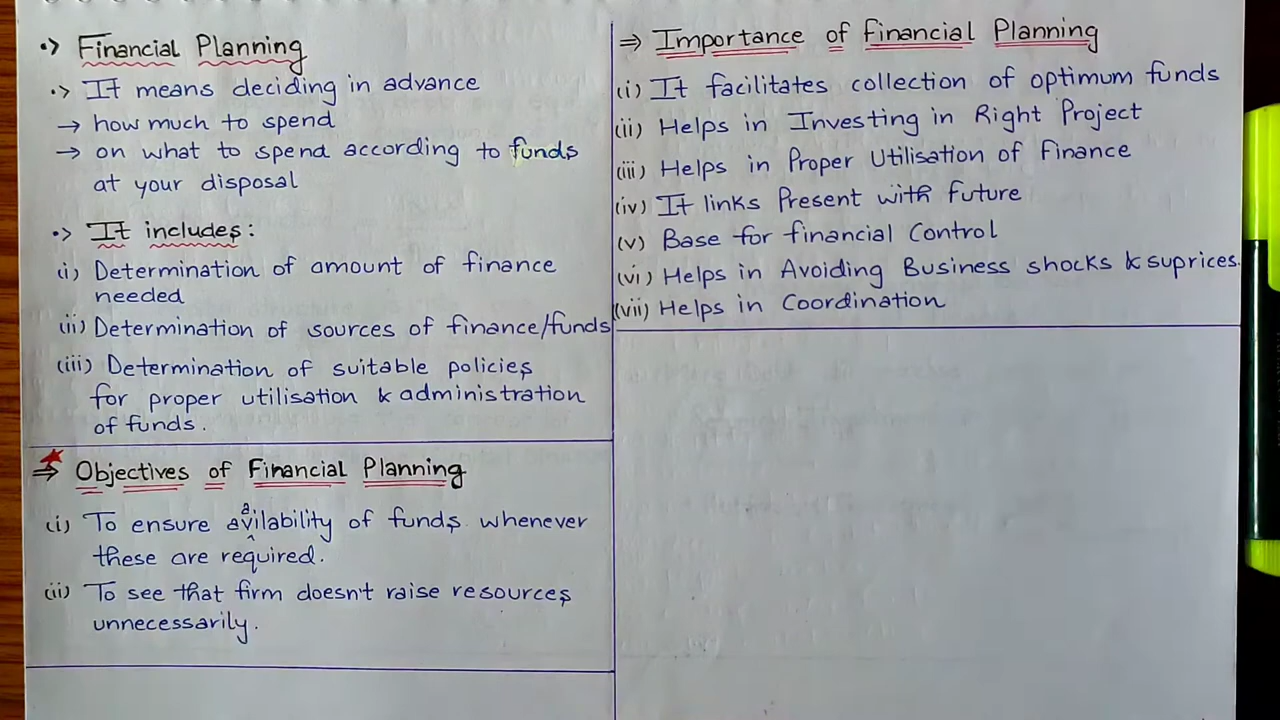 ·> Financial Planning
·> It means deciding in advance
→ how much to spend
→ on what to spend according to funds
at your disposal
·> It includes:
(i) Determination of amount of finance
needed
(ii) Determination of sources of finance/funds
(iii) Determination of suitable policies
for proper utilisation & administration
of funds.
⇒ Objectives of Financial Planning
(i) To ensure availability of funds whenever
these are required.
(ii) To see that firm doesn't raise resources
unnecessarily.
⇒ Importance of Financial Planning
(i) It facilitates collection of optimum funds
(ii) Helps in Investing in Right Project
(iii) Helps in Proper Utilisation of Finance
(iv) It links Present with future
(v) Base for financial Control
(vi) Helps in Avoiding Business shocks & suprices.
(vii) Helps in Coordination